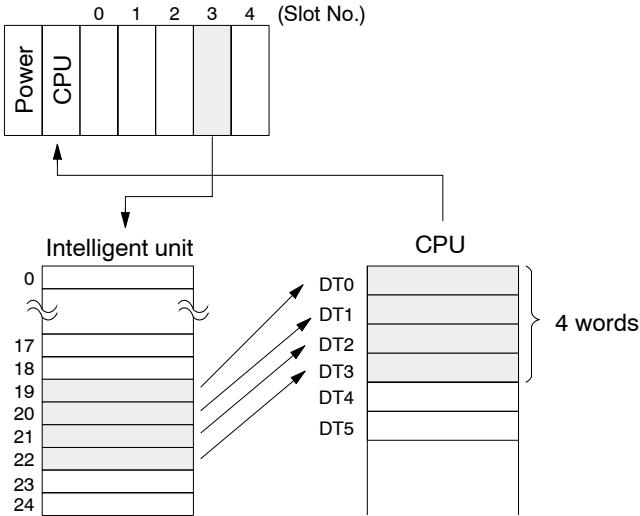 0 1 2 3 4 (Slot No.)
Power
CPU
Intelligent unit
0
17
18
19
20
21
22
23
24
CPU
DT0
DT1
DT2
DT3
DT4
DT5
4 words